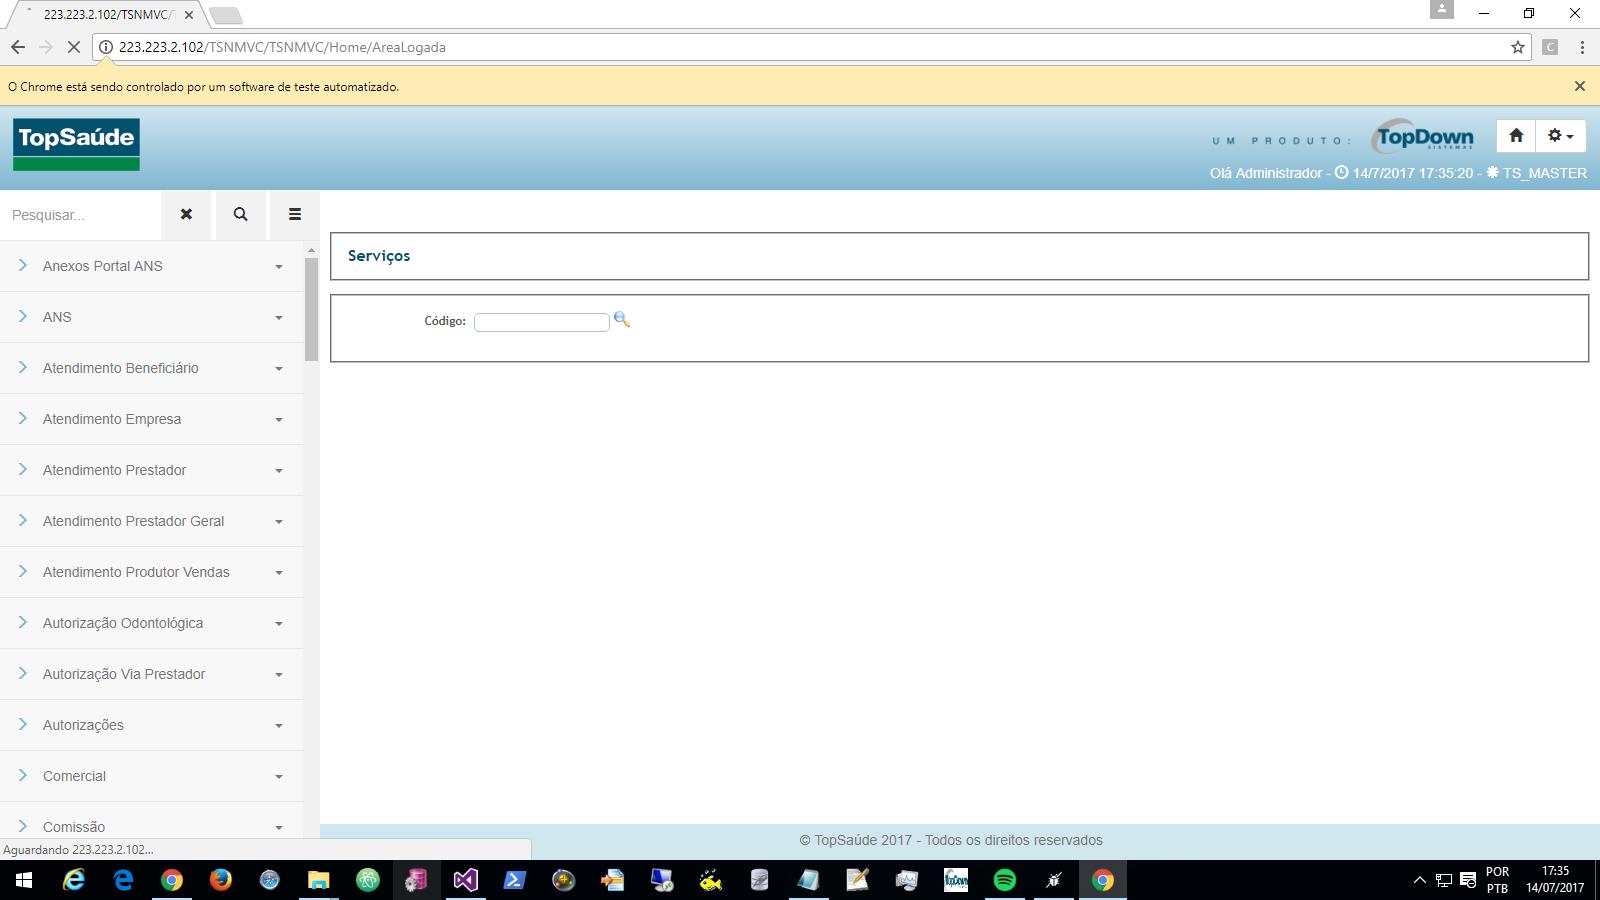 223.223.2.102/TSNMVC/
223.223.2.102/TSNMVC/TSNMVC/Home/AreaLogada
C
O Chrome está sendo controlado por um software de teste automatizado.
TopSaúde
UM PRODUTO:
TopDown
SISTEMAS
Olá Administrador - 14/7/2017 17:35:20 - TS_MASTER
Pesquisar...
Serviços
Código:
Anexos Portal ANS
ANS
Atendimento Beneficiário
Atendimento Empresa
Atendimento Prestador
Atendimento Prestador Geral
Atendimento Produtor Vendas
Autorização Odontológica
Autorização Via Prestador
Autorizações
Comercial
Comissão
© TopSaúde 2017 - Todos os direitos reservados
Aguardando 223.223.2.102...
TopDown
POR
PTB
17:35
14/07/2017